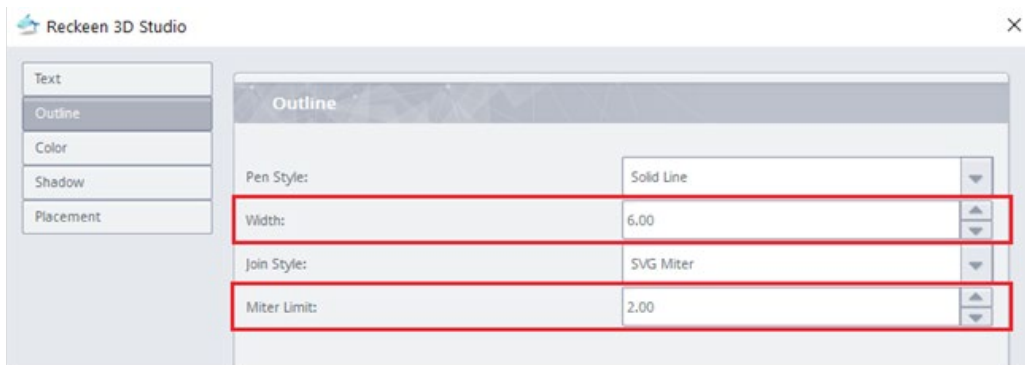 Reckeen 3D Studio
Text
Outline
Color
Shadow
Placement
Outline
Pen Style: Solid Line
Width: 6.00
Join Style: SVG Miter
Miter Limit: 2.00